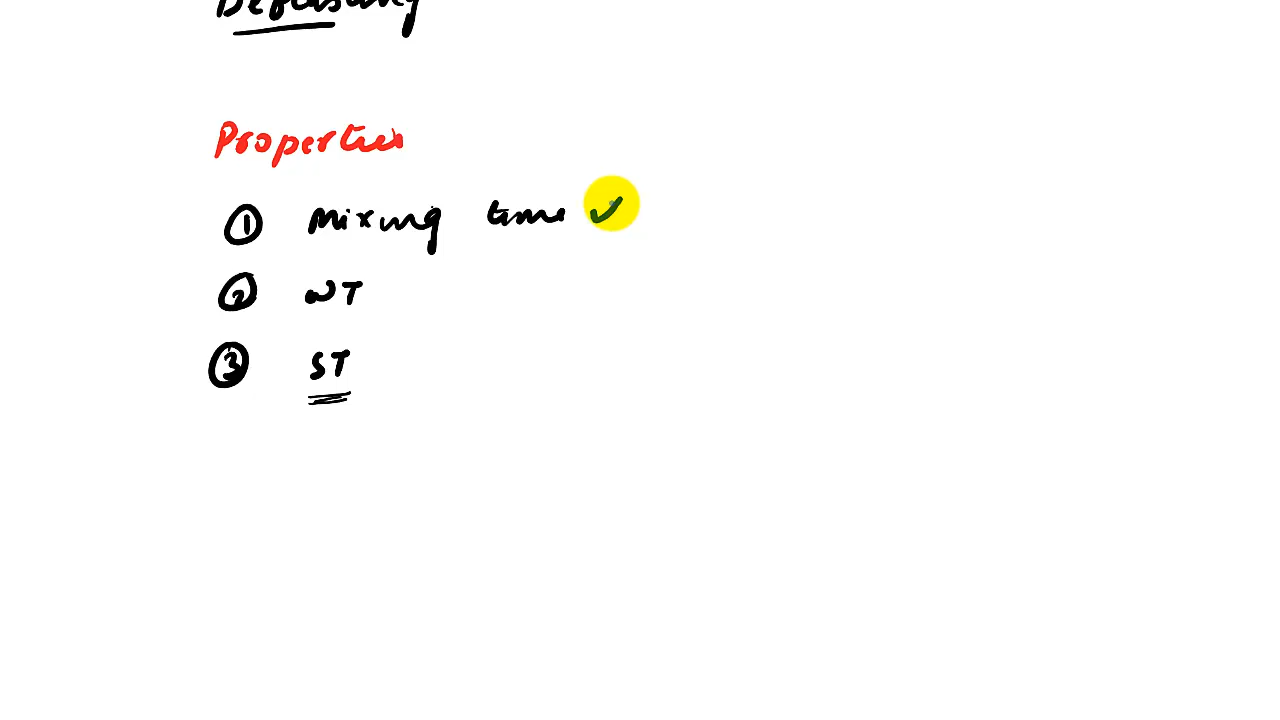 Properties
① Mixing time ✓
② WT
③ ST